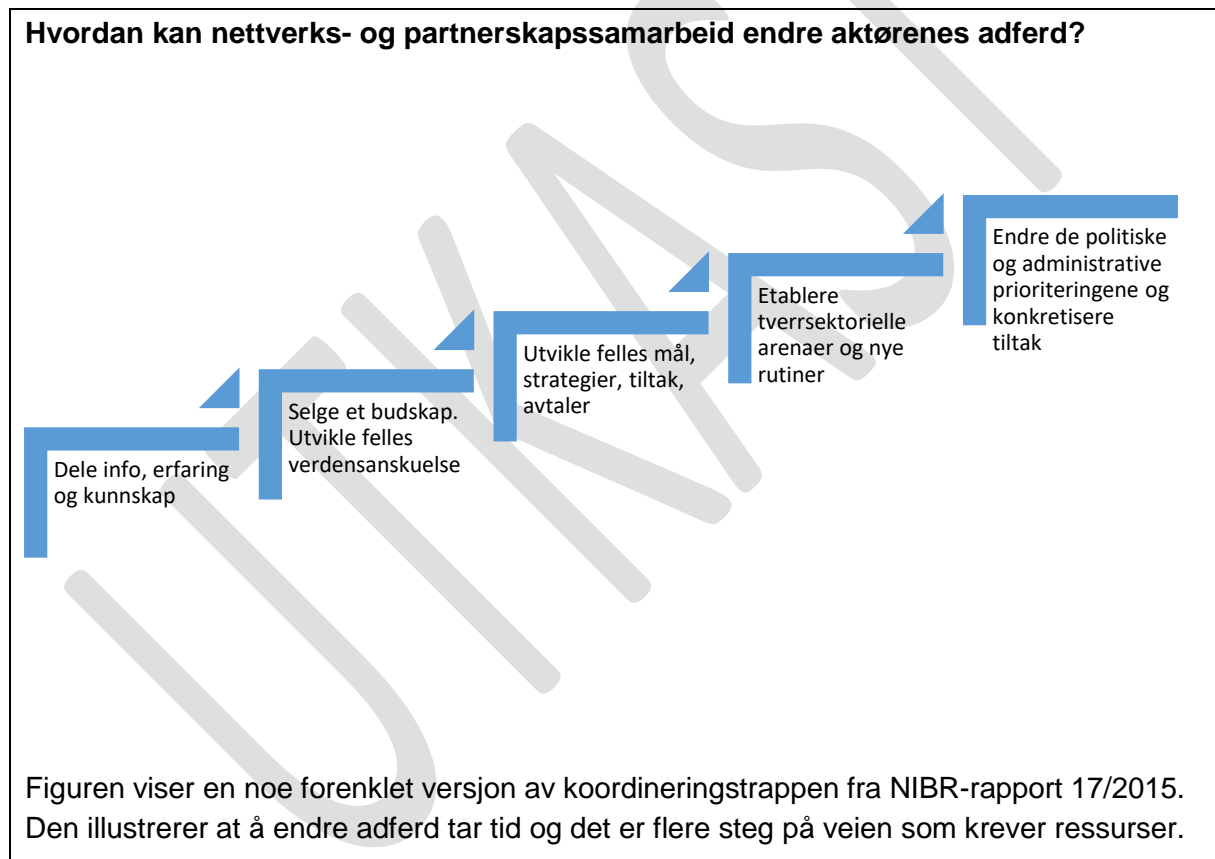 Hvordan kan nettverks- og partnerskapssamarbeid endre aktørenes adferd?
Dele info, erfaring
og kunnskap
Selge et budskap.
Utvikle felles
verdensanskuelse
Utvikle felles mål,
strategier, tiltak,
avtaler
Etablere
tverrsektorielle
arenaer og nye
rutiner
Endre de politiske
og administrative
prioriteringene og
konkretisere
tiltak
Figuren viser en noe forenklet versjon av koordineringstrappen fra NIBR-rapport 17/2015.
Den illustrerer at å endre adferd tar tid og det er flere steg på veien som krever ressurser.
UTKAST